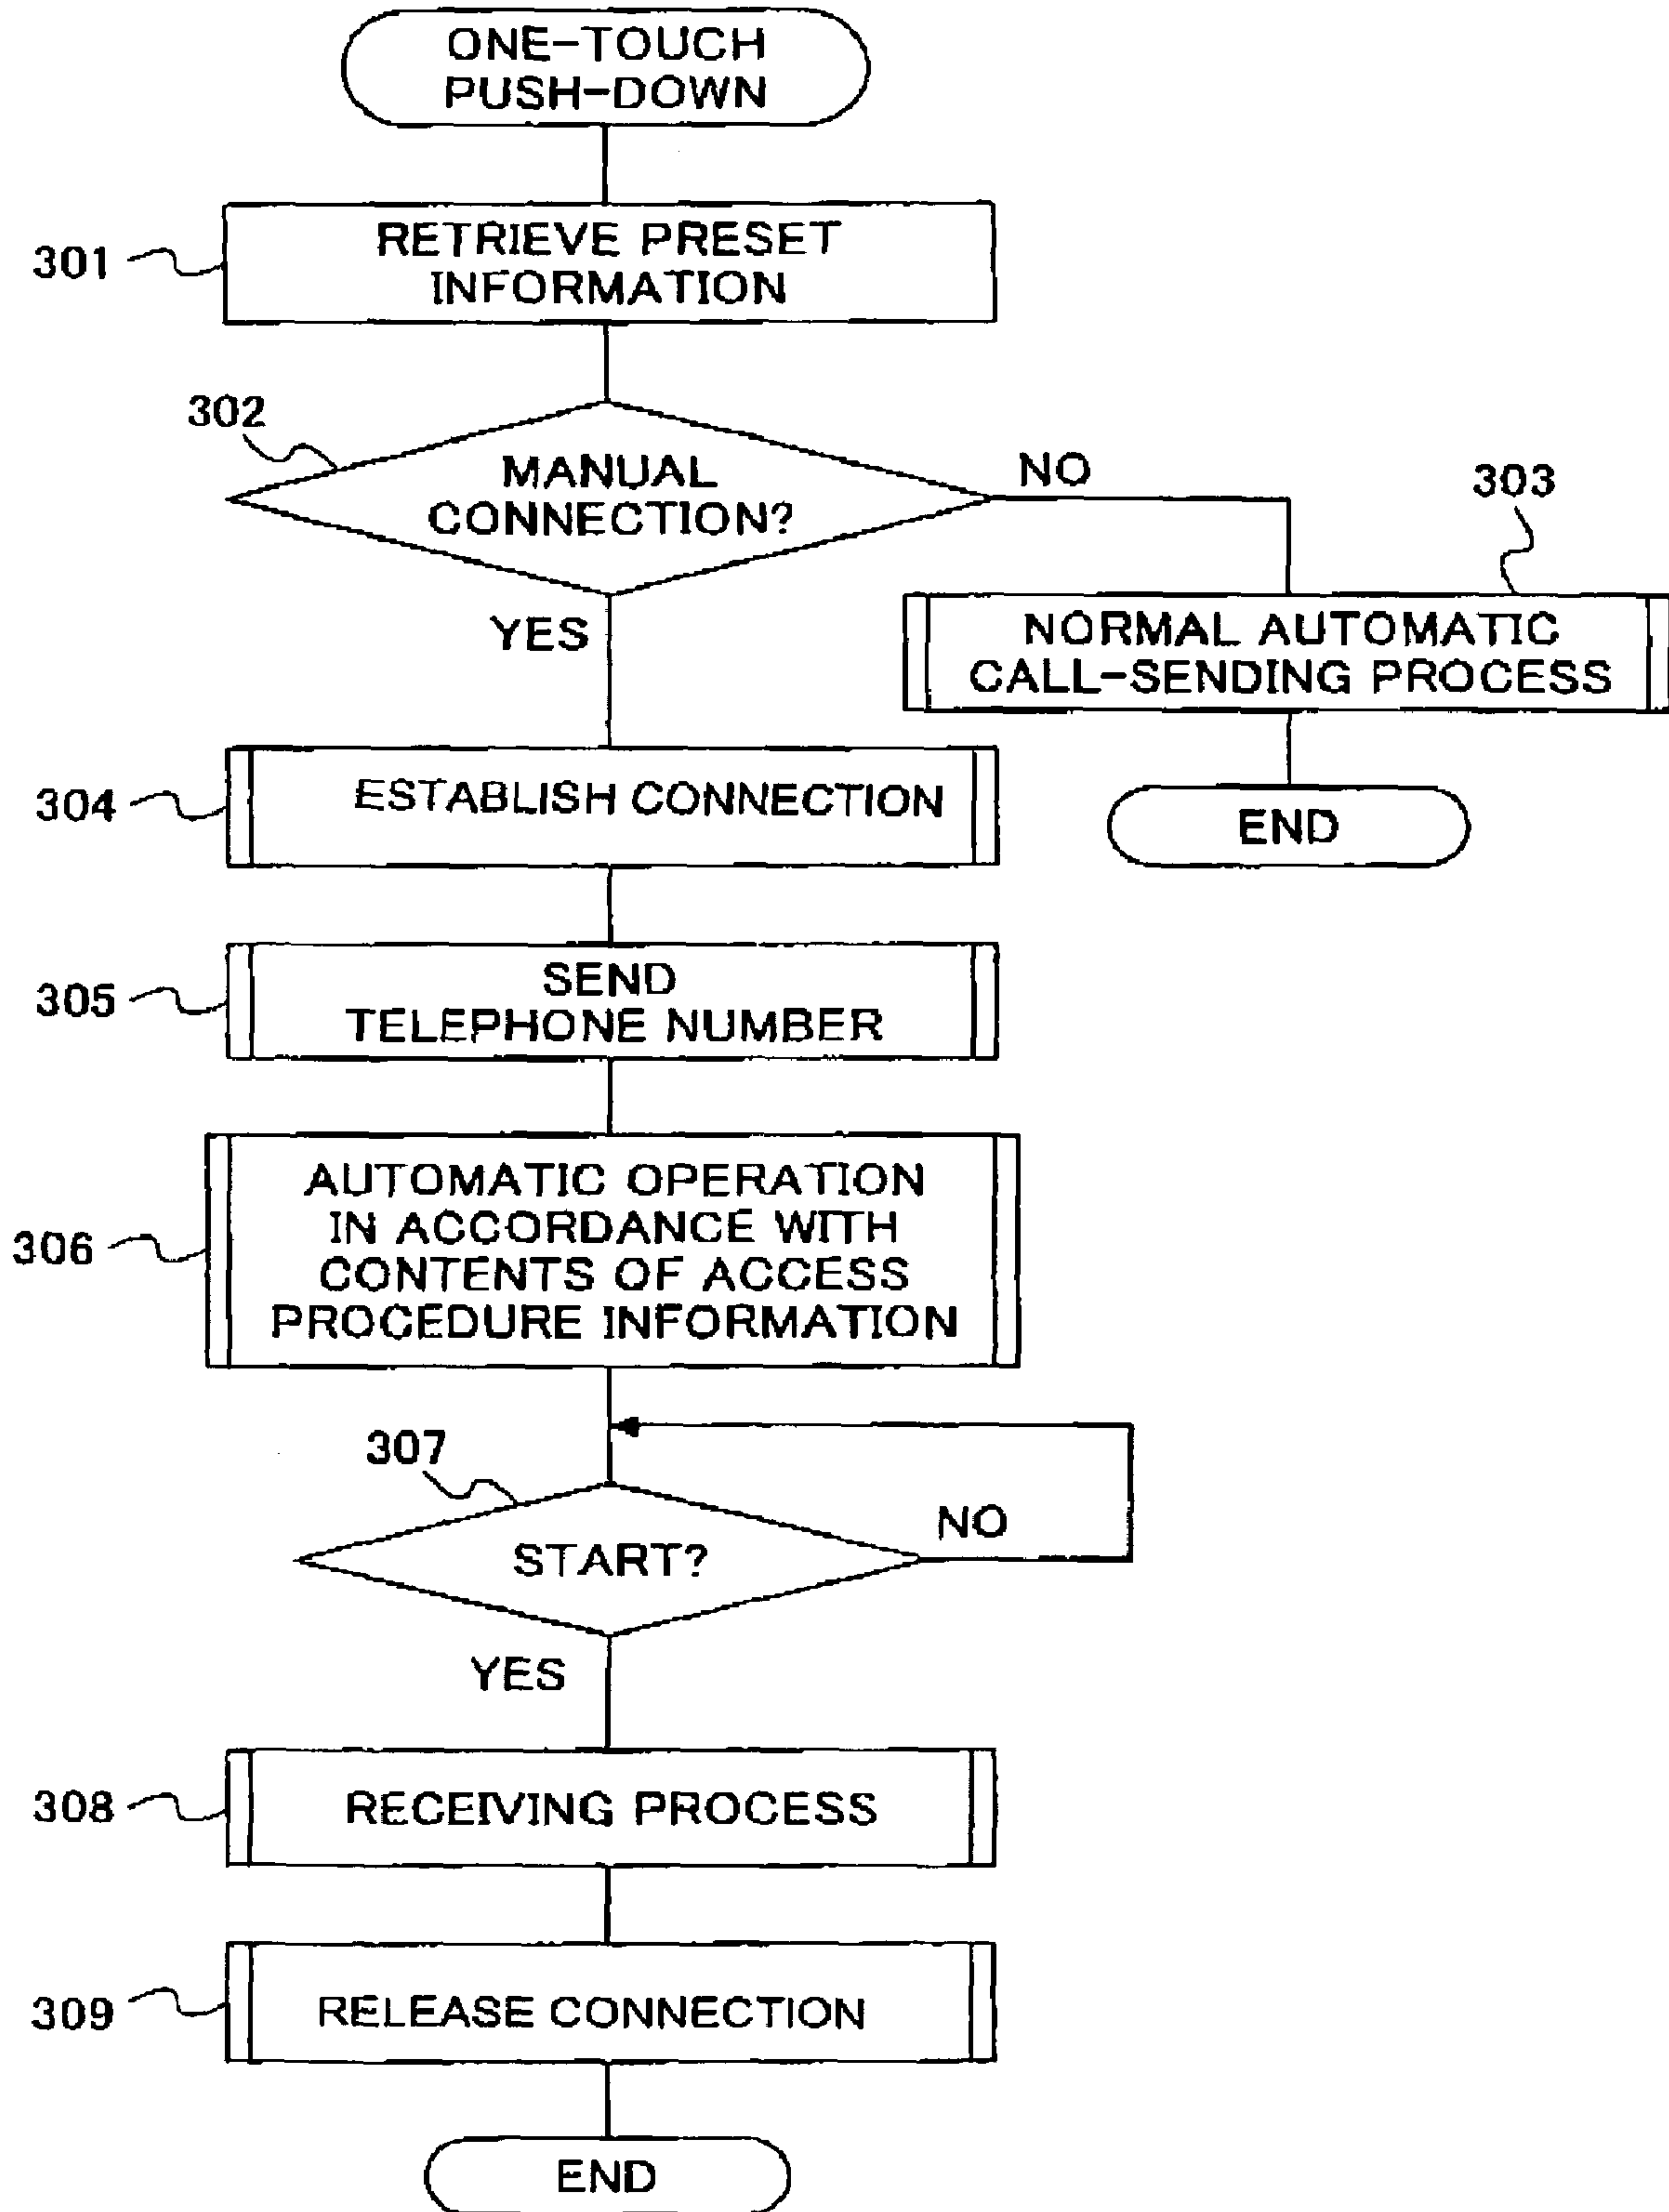 ONE-TOUCH
PUSH-DOWN
301
RETRIEVE PRESET
INFORMATION
302
MANUAL
CONNECTION?
NO
303
YES
NORMAL AUTOMATIC
CALL-SENDING PROCESS
304
ESTABLISH CONNECTION
END
305
SEND
TELEPHONE NUMBER
306
AUTOMATIC OPERATION
IN ACCORDANCE WITH
CONTENTS OF ACCESS
PROCEDURE INFORMATION
307
START?
NO
YES
308
RECEIVING PROCESS
309
RELEASE CONNECTION
END